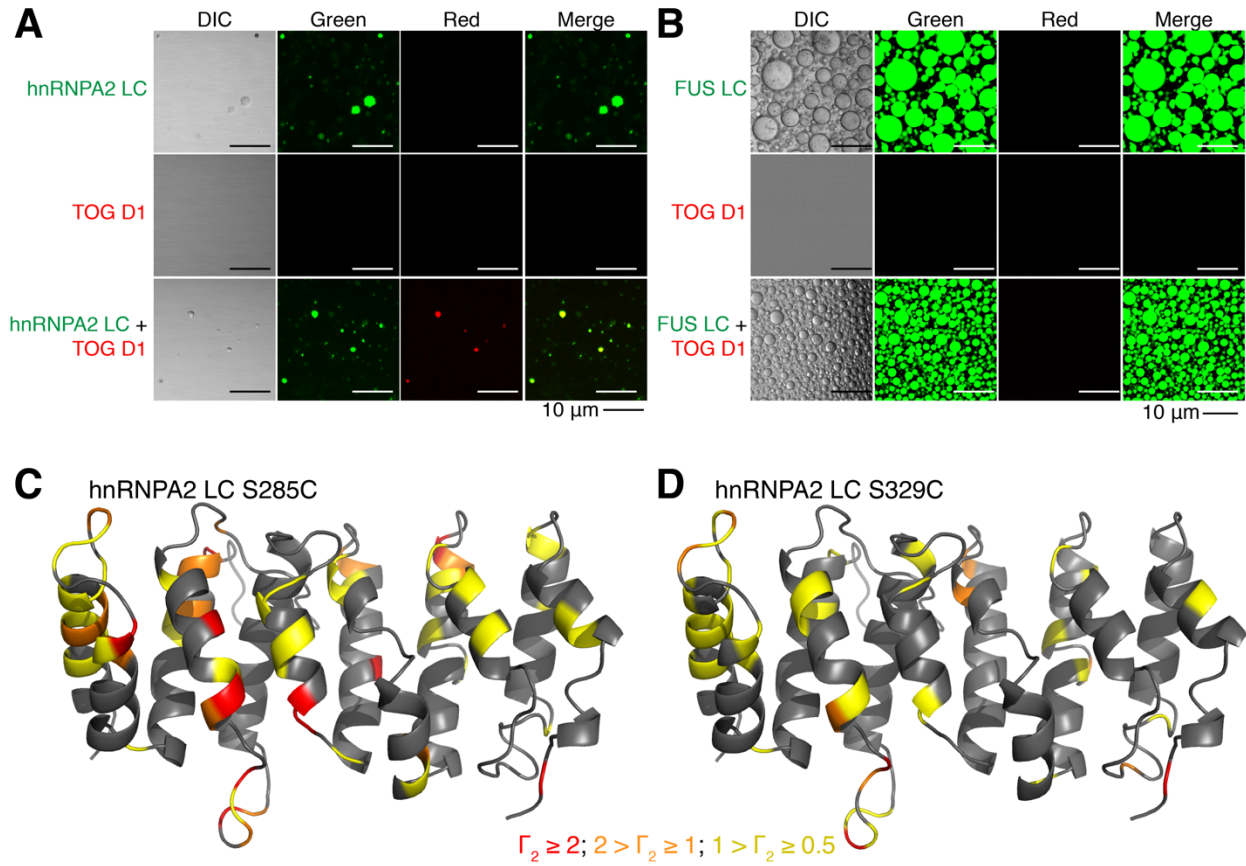 A
DIC Green Red Merge
hnRNPA2 LC
TOG D1
hnRNPA2 LC +
TOG D1
10 µm
B
DIC Green Red Merge
FUS LC
TOG D1
FUS LC +
TOG D1
10 µm
C hnRNPA2 LC S285C
D hnRNPA2 LC S329C
Γ₂ ≥ 2; 2 > Γ₂ ≥ 1; 1 > Γ₂ ≥ 0.5